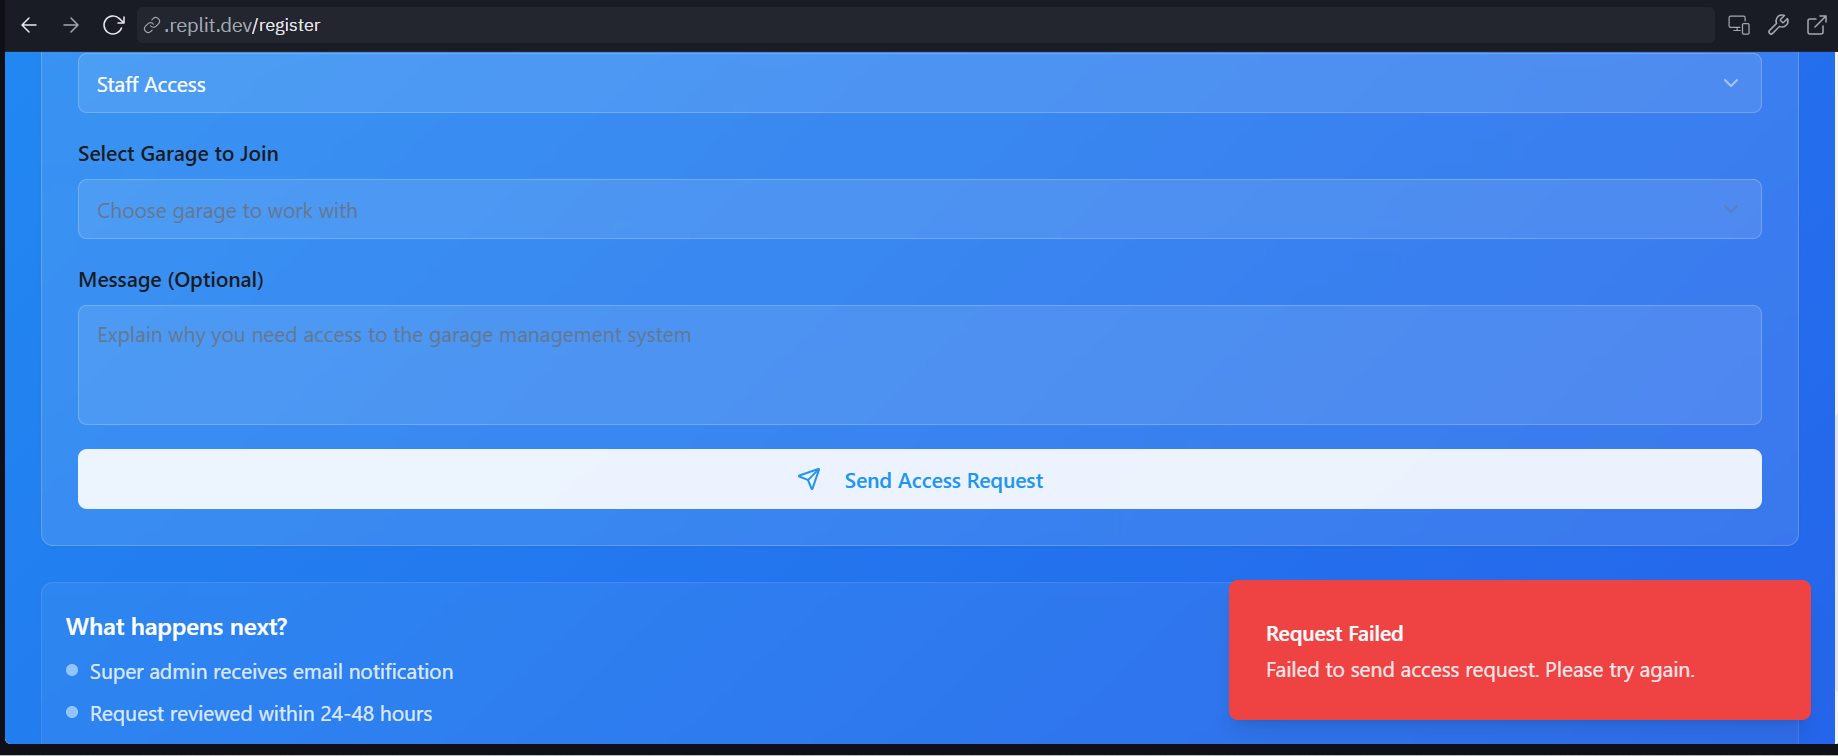 .replit.dev/register
Staff Access
Select Garage to Join
Choose garage to work with
Message (Optional)
Explain why you need access to the garage management system
Send Access Request
What happens next?
Super admin receives email notification
Request reviewed within 24-48 hours
Request Failed
Failed to send access request. Please try again.